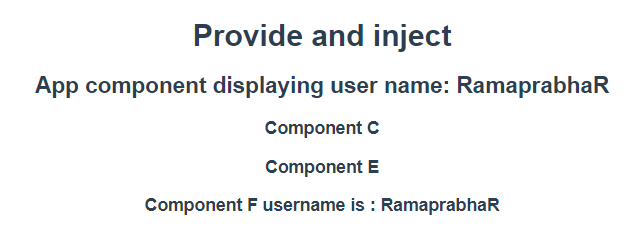 Provide and inject
App component displaying user name: RamaprabhaR
Component C
Component E
Component F username is : RamaprabhaR